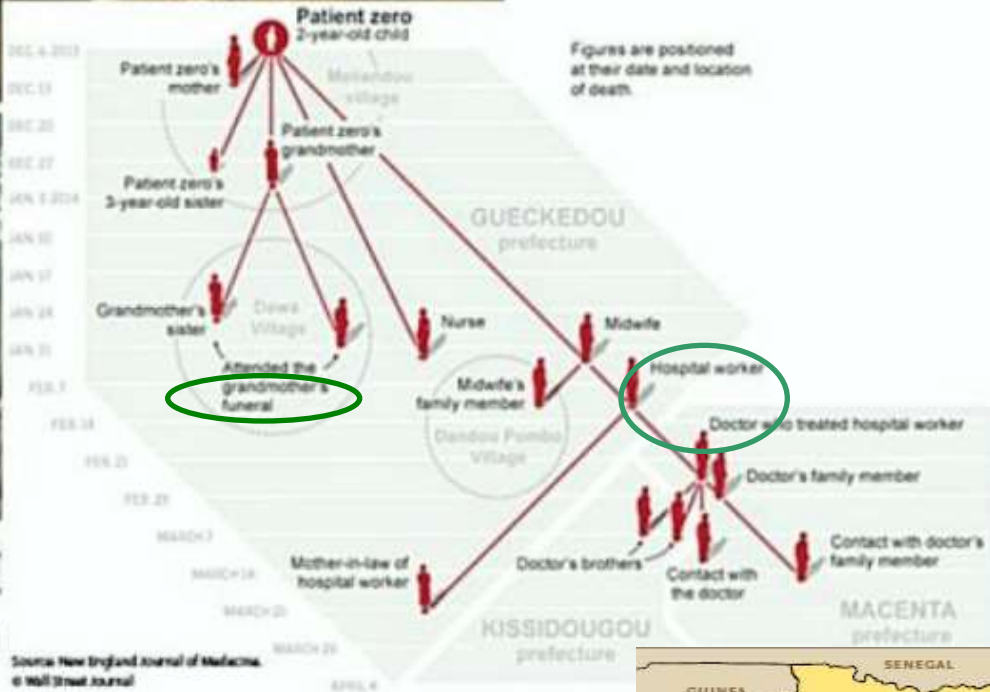 Patient zero
2-year-old child
Figures are positioned
at their date and location
of death.
DEC 6 2013
Patient zero's
mother
Meliandou
village
DEC 13
DEC 20
Patient zero's
grandmother
DEC 27
Patient zero's
3-year-old sister
JAN 3 2014
GUECKEDOU
prefecture
JAN 10
JAN 17
JAN 24
Grandmother's
sister
Dawa
Village
Nurse
Midwife
JAN 31
Attended the
grandmother's
funeral
Hospital worker
FEB 7
Midwife's
family member
FEB 14
Doctor who treated hospital worker
Dandou Pombo
Village
FEB 21
Doctor's family member
FEB 28
MARCH 7
Doctor's brothers
Contact with
the doctor
Contact with doctor's
family member
Mother-in-law of
hospital worker
MARCH 14
MARCH 21
MACENTA
prefecture
KISSIDOUGOU
prefecture
MARCH 28
Source: New England Journal of Medicine.
© Wall Street Journal
APRIL 4
SENEGAL
GUINEA